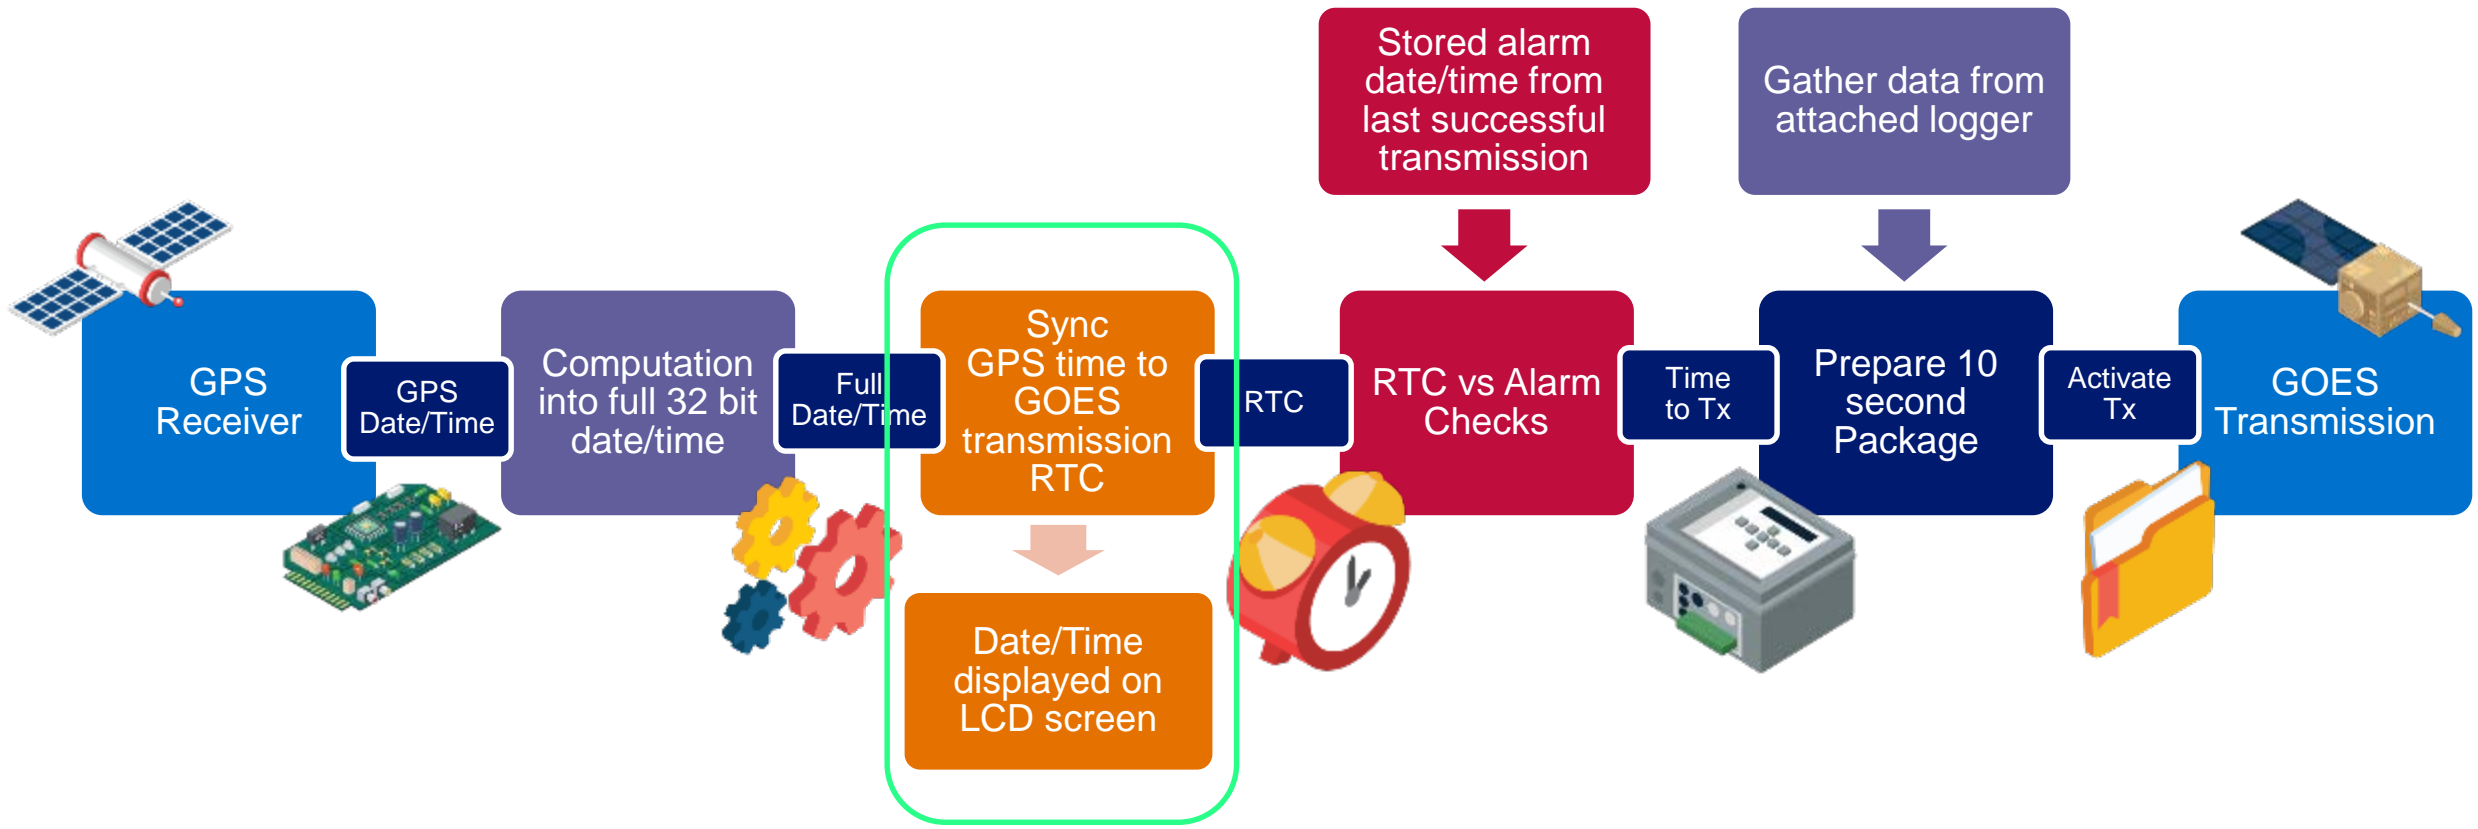 Stored alarm
date/time from
last successful
transmission
Gather data from
attached logger
GPS
Receiver
GPS
Date/Time
Computation
into full 32 bit
date/time
Full
Date/Time
Sync
GPS time to
GOES
transmission
RTC
RTC
RTC vs Alarm
Checks
Time
to Tx
Prepare 10
second
Package
Activate
Tx
GOES
Transmission
Date/Time
displayed on
LCD screen